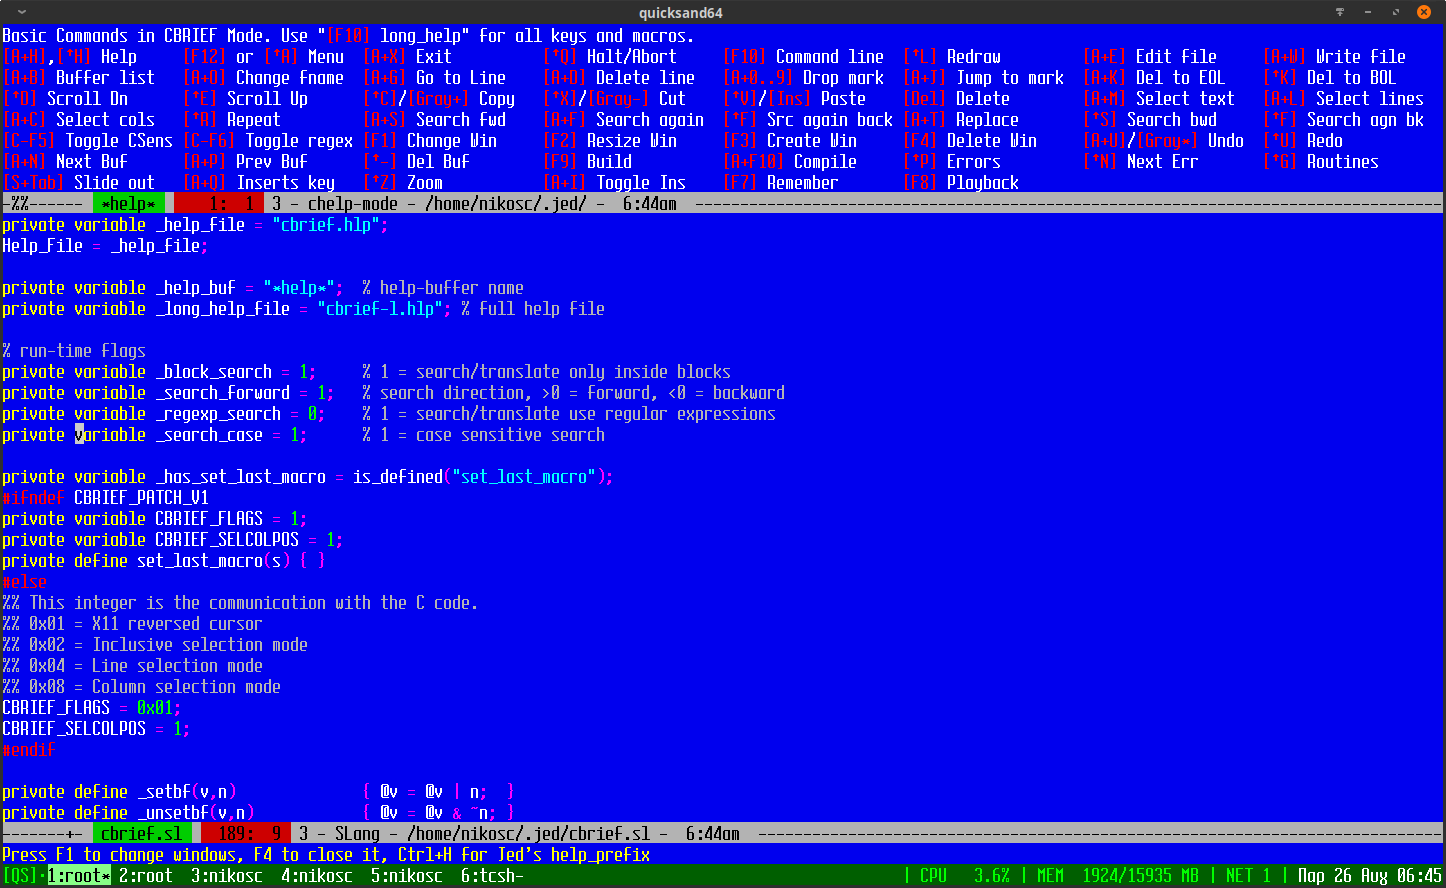 quicksand64
Basic Commands in CBRIEF Mode. Use "[F10] long_help" for all keys and macros.
[A+H],[^H] Help     [F12] or [^A] Menu  [A+X] Exit          [^Q] Halt/Abort     [F10] Command line  [^L] Redraw         [A+E] Edit file     [A+W] Write file
[A+B] Buffer list   [A+O] Change fname  [A+G] Go to Line    [A+D] Delete line   [A+0..9] Drop mark  [A+J] Jump to mark  [A+K] Del to EOL    [^K] Del to BOL
[^D] Scroll Dn      [^E] Scroll Up      [^C]/[Gray+] Copy   [^X]/[Gray-] Cut    [^V]/[Ins] Paste    [Del] Delete        [A+M] Select text   [A+L] Select lines
[A+C] Select cols   [^R] Repeat         [A+S] Search fwd    [A+F] Search again  [^F] Src again back [A+T] Replace       [^S] Search bwd     [^F] Search agn bk
[C-F5] Toggle CSens [C-F6] Toggle regex [F1] Change Win     [F2] Resize Win     [F3] Create Win     [F4] Delete Win     [A+U]/[Gray*] Undo  [^U] Redo
[A+N] Next Buf      [A+P] Prev Buf      [^-] Del Buf        [F9] Build          [A+F10] Compile     [^P] Errors         [^N] Next Err       [^G] Routines
[S+Tab] Slide out   [A+Q] Inserts key   [^Z] Zoom           [A+I] Toggle Ins    [F7] Remember       [F8] Playback
-%%------ *help* 1: 1 3 - chelp-mode - /home/nikosc/.jed/ - 6:44am
private variable _help_file = "cbrief.hlp";
Help_File = _help_file;
private variable _help_buf = "*help*";  % help-buffer name
private variable _long_help_file = "cbrief-l.hlp"; % full help file
% run-time flags
private variable _block_search = 1;     % 1 = search/translate only inside blocks
private variable _search_forward = 1;   % search direction, >0 = forward, <0 = backward
private variable _regexp_search = 0;    % 1 = search/translate use regular expressions
private variable _search_case = 1;      % 1 = case sensitive search
private variable _has_set_last_macro = is_defined("set_last_macro");
#ifndef CBRIEF_PATCH_V1
private variable CBRIEF_FLAGS = 1;
private variable CBRIEF_SELCOLPOS = 1;
private define set_last_macro(s) { }
#else
%% This integer is the communication with the C code.
%% 0x01 = X11 reversed cursor
%% 0x02 = Inclusive selection mode
%% 0x04 = Line selection mode
%% 0x08 = Column selection mode
CBRIEF_FLAGS = 0x01;
CBRIEF_SELCOLPOS = 1;
#endif
private define _setbf(v,n)              { @v = @v | n;  }
private define _unsetbf(v,n)            { @v = @v & ~n; }
-------+- cbrief.sl 189: 9 3 - SLang - /home/nikosc/.jed/cbrief.sl - 6:44am
Press F1 to change windows, F4 to close it, Ctrl+H for Jed's help_prefix
[QS]·1:root* 2:root  3:nikosc  4:nikosc  5:nikosc  6:tcsh-  | CPU   3.6% | MEM  1924/15935 MB | NET 1 | Παρ 26 Αυγ 06:45